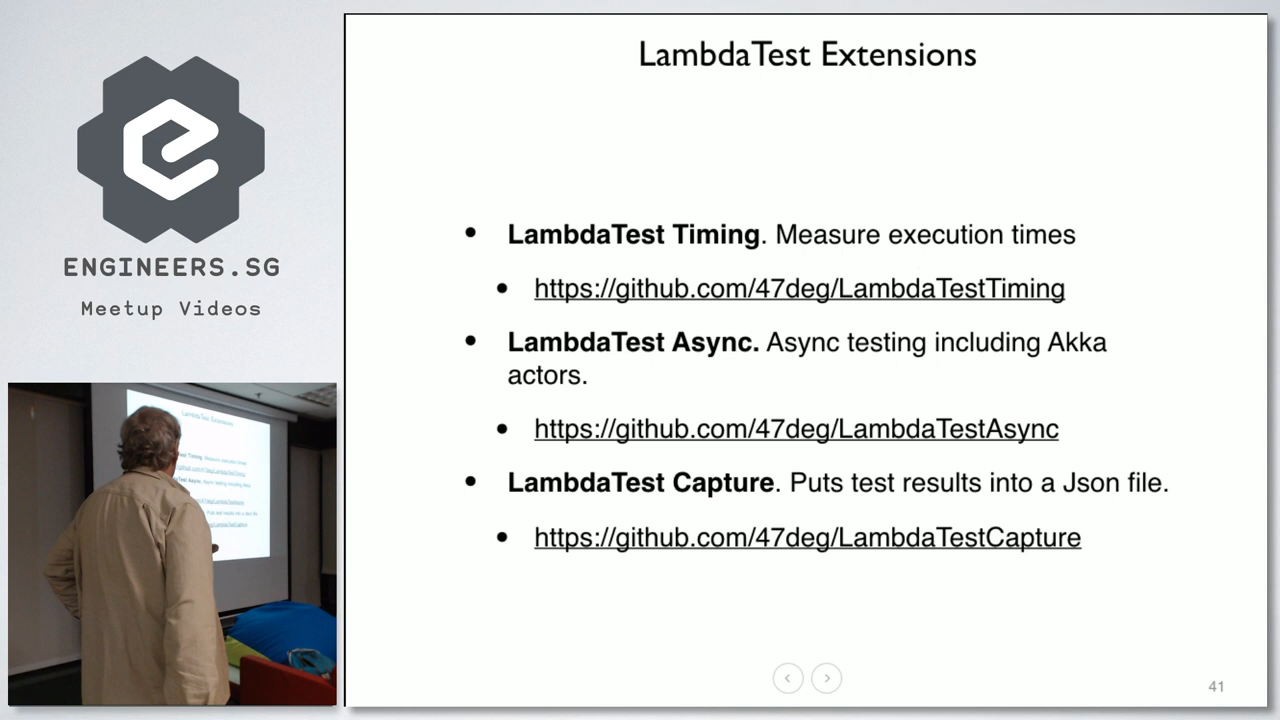 ENGINEERS.SG
Meetup Videos
LambdaTest Extensions
• LambdaTest Timing. Measure execution times
• https://github.com/47deg/LambdaTestTiming
• LambdaTest Async. Async testing including Akka
actors.
• https://github.com/47deg/LambdaTestAsync
• LambdaTest Capture. Puts test results into a Json file.
• https://github.com/47deg/LambdaTestCapture
41
LambdaTest Extensions